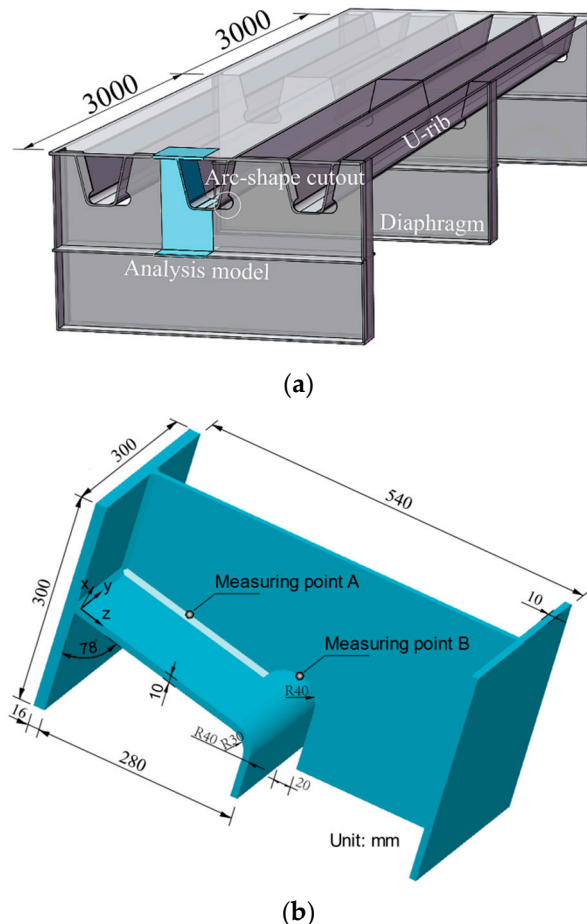 3000
3000
U-rib
Arc-shape cutout
Diaphragm
Analysis model
(a)
300
540
300
10
Measuring point A
x
y
z
Measuring point B
78°
R40
10
16
R40
R30
280
20
Unit: mm
(b)